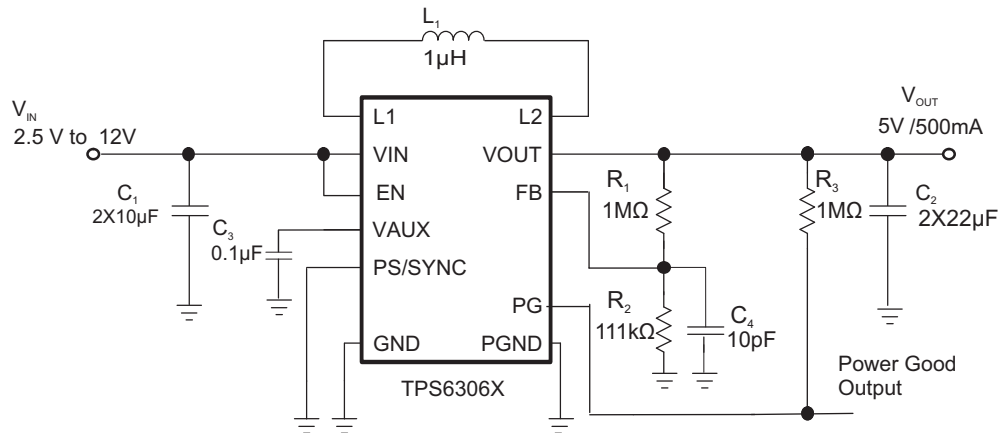 L1
1µH
VIN
2.5 V to 12V
VOUT
5V /500mA
L1
L2
VIN
VOUT
EN
FB
VAUX
PS/SYNC
PG
GND
PGND
TPS6306X
C1
2X10µF
C3
0.1µF
R1
1MΩ
R3
1MΩ
C2
2X22µF
R2
111kΩ
C4
10pF
Power Good
Output